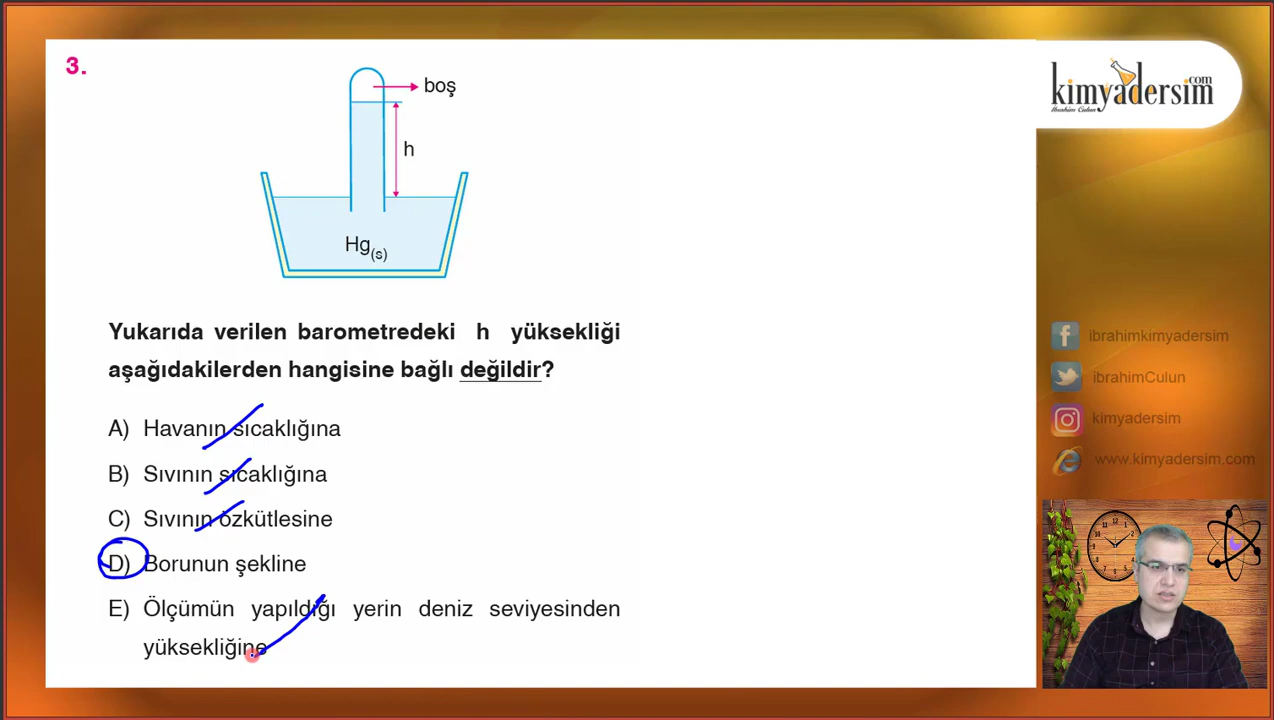 3.
boş
h
Hg(s)
Yukarıda verilen barometredeki h yüksekliği
aşağıdakilerden hangisine bağlı değildir?
A) Havanın sıcaklığına
B) Sıvının sıcaklığına
C) Sıvının özkütlesine
D) Borunun şekline
E) Ölçümün yapıldığı yerin deniz seviyesinden
yüksekliğine
kimyadersim.com
İbrahim Culun
ibrahimkimyadersim
ibrahimCulun
kimyadersim
www.kimyadersim.com